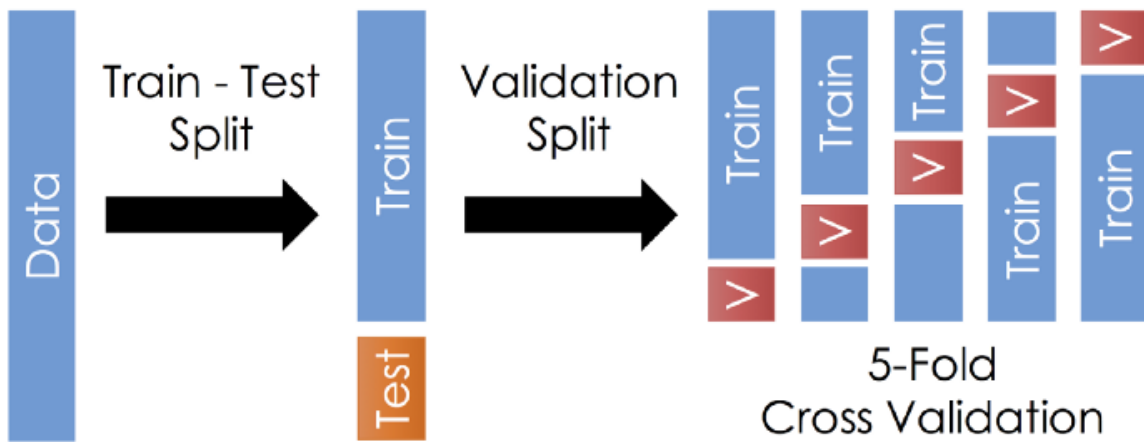 Data
Train - Test
Split
Train
Test
Validation
Split
Train
V
Train
V
Train
V
V
Train
V
Train
5-Fold
Cross Validation